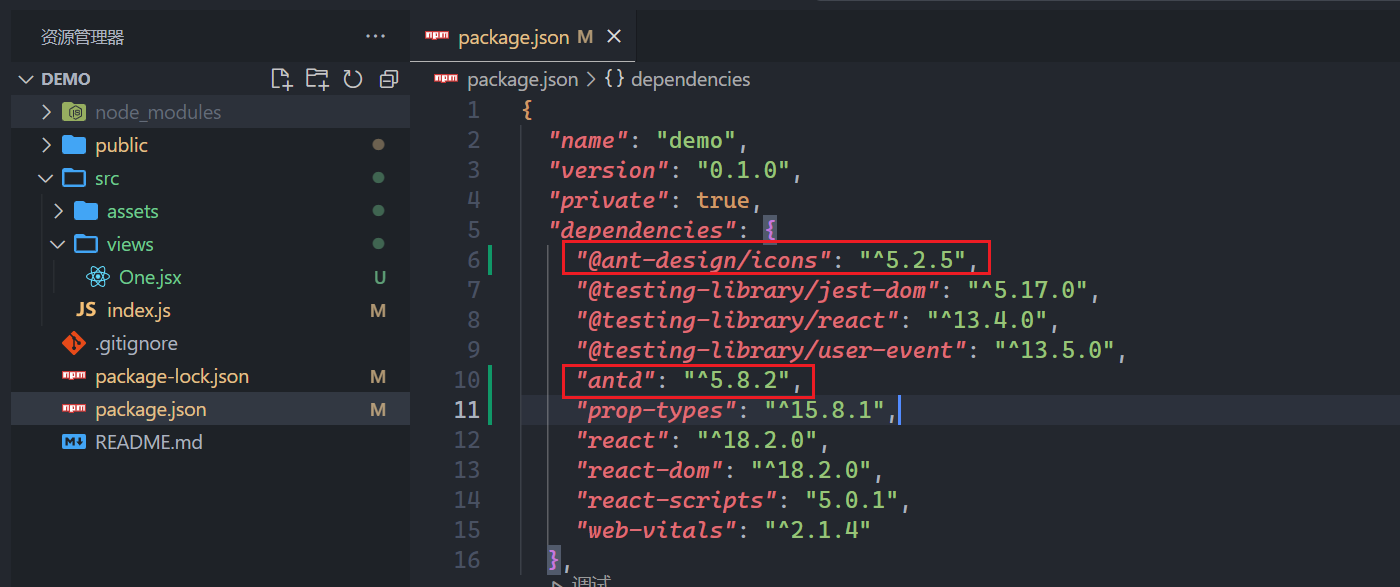 资源管理器
DEMO
node_modules
public
src
assets
views
One.jsx U
JS index.js M
.gitignore
npm package-lock.json M
npm package.json M
README.md
npm package.json M
npm package.json > {} dependencies
1 {
2 "name": "demo",
3 "version": "0.1.0",
4 "private": true,
5 "dependencies": {
6 "@ant-design/icons": "^5.2.5",
7 "@testing-library/jest-dom": "^5.17.0",
8 "@testing-library/react": "^13.4.0",
9 "@testing-library/user-event": "^13.5.0",
10 "antd": "^5.8.2",
11 "prop-types": "^15.8.1",
12 "react": "^18.2.0",
13 "react-dom": "^18.2.0",
14 "react-scripts": "5.0.1",
15 "web-vitals": "^2.1.4"
16 },
调试